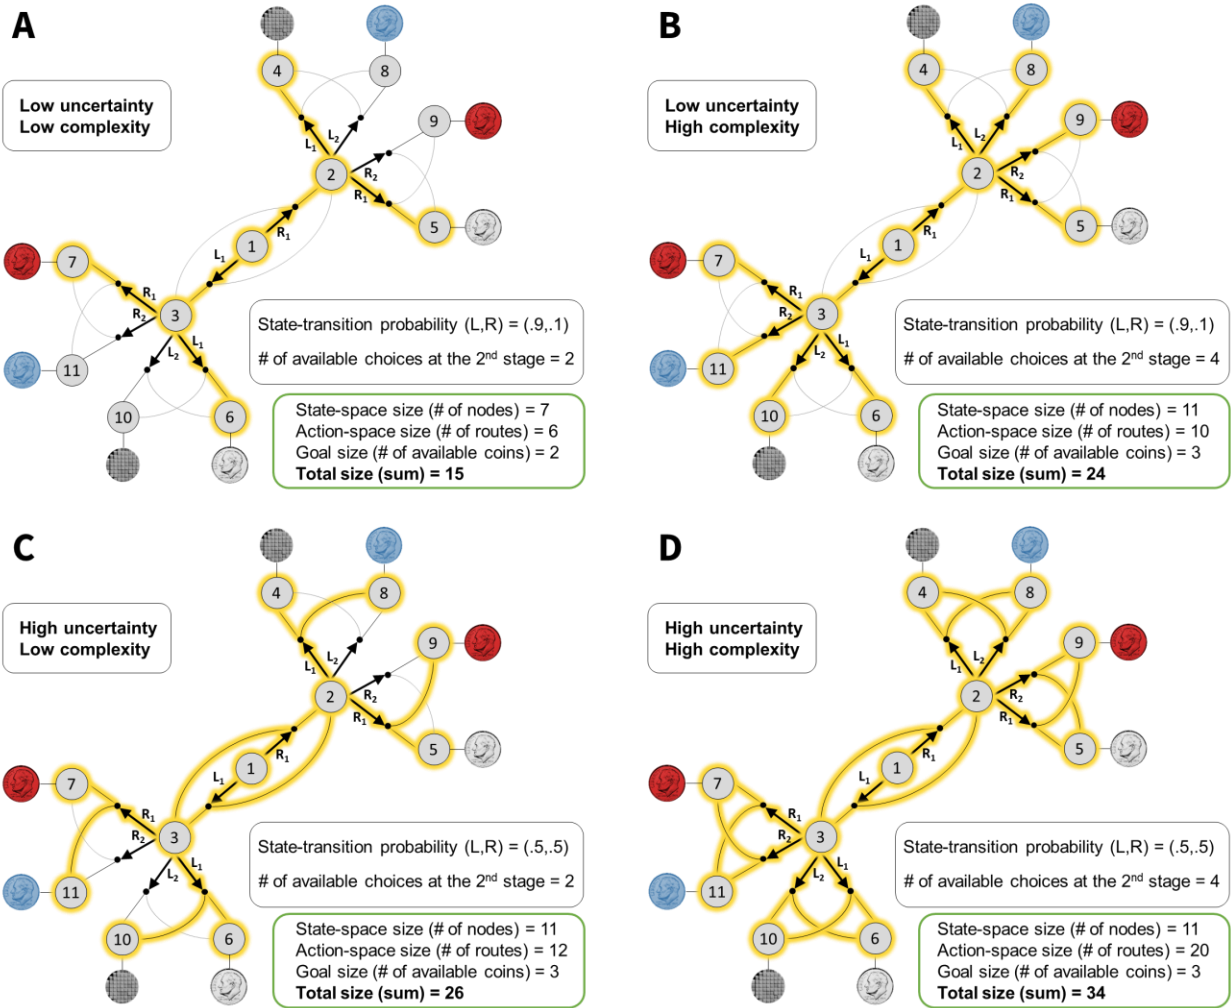 A
Low uncertainty
Low complexity
4
8
9
L₁
L₂
2
R₂
R₁
5
1
R₁
L₁
7
R₁
3
R₂
11
L₂
L₁
10
6
State-transition probability (L,R) = (.9,.1)
# of available choices at the 2nd stage = 2
State-space size (# of nodes) = 7
Action-space size (# of routes) = 6
Goal size (# of available coins) = 2
Total size (sum) = 15
B
Low uncertainty
High complexity
4
8
9
L₁
L₂
2
R₂
R₁
5
1
R₁
L₁
7
R₁
3
R₂
11
L₂
L₁
10
6
State-transition probability (L,R) = (.9,.1)
# of available choices at the 2nd stage = 4
State-space size (# of nodes) = 11
Action-space size (# of routes) = 10
Goal size (# of available coins) = 3
Total size (sum) = 24
C
High uncertainty
Low complexity
4
8
9
L₁
L₂
2
R₂
R₁
5
1
R₁
L₁
7
R₁
3
R₂
11
L₂
L₁
10
6
State-transition probability (L,R) = (.5,.5)
# of available choices at the 2nd stage = 2
State-space size (# of nodes) = 11
Action-space size (# of routes) = 12
Goal size (# of available coins) = 3
Total size (sum) = 26
D
High uncertainty
High complexity
4
8
9
L₁
L₂
2
R₂
R₁
5
1
R₁
L₁
7
R₁
3
R₂
11
L₂
L₁
10
6
State-transition probability (L,R) = (.5,.5)
# of available choices at the 2nd stage = 4
State-space size (# of nodes) = 11
Action-space size (# of routes) = 20
Goal size (# of available coins) = 3
Total size (sum) = 34